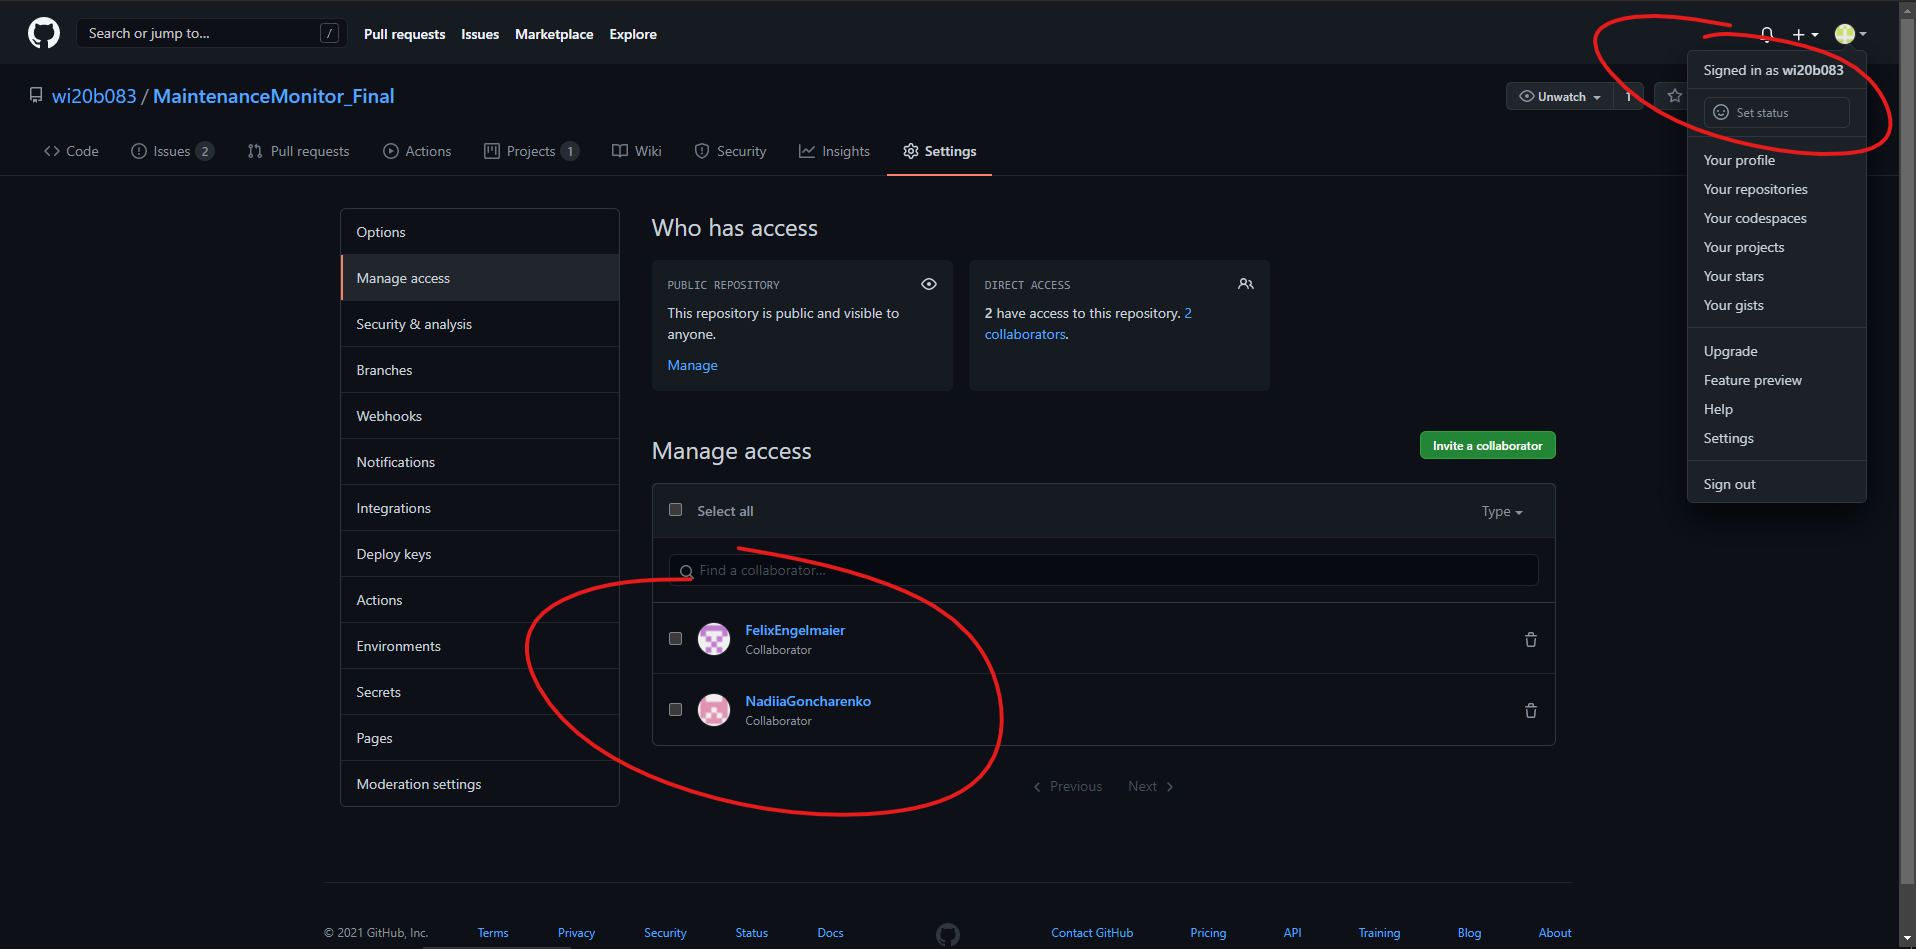 Search or jump to... /
Pull requests Issues Marketplace Explore
Signed in as wi20b083
Set status
Your profile
Your repositories
Your codespaces
Your projects
Your stars
Your gists
Upgrade
Feature preview
Help
Settings
Sign out
wi20b083 / MaintenanceMonitor_Final
Unwatch 1
Code Issues 2 Pull requests Actions Projects 1 Wiki Security Insights Settings
Options
Manage access
Security & analysis
Branches
Webhooks
Notifications
Integrations
Deploy keys
Actions
Environments
Secrets
Pages
Moderation settings
Who has access
PUBLIC REPOSITORY
This repository is public and visible to
anyone.
Manage
DIRECT ACCESS
2 have access to this repository. 2
collaborators.
Manage access
Invite a collaborator
Select all Type
Find a collaborator...
FelixEngelmaier
Collaborator
NadiiaGoncharenko
Collaborator
Previous Next
© 2021 GitHub, Inc. Terms Privacy Security Status Docs Contact GitHub Pricing API Training Blog About